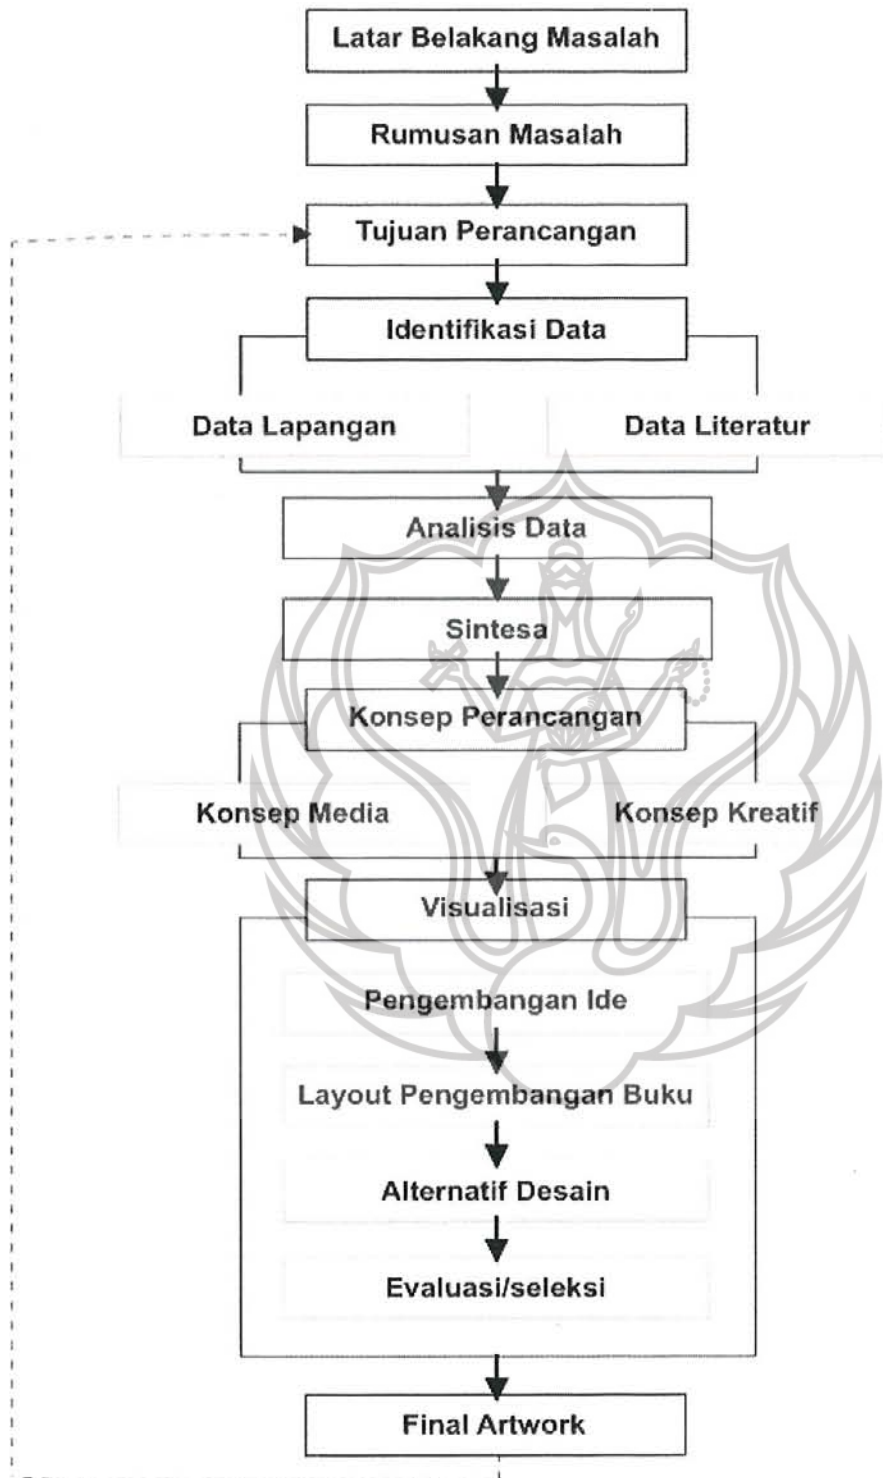 Latar Belakang Masalah
Rumusan Masalah
Tujuan Perancangan
Identifikasi Data
Data Lapangan
Data Literatur
Analisis Data
Sintesa
Konsep Perancangan
Konsep Media
Konsep Kreatif
Visualisasi
Pengembangan Ide
Layout Pengembangan Buku
Alternatif Desain
Evaluasi/seleksi
Final Artwork